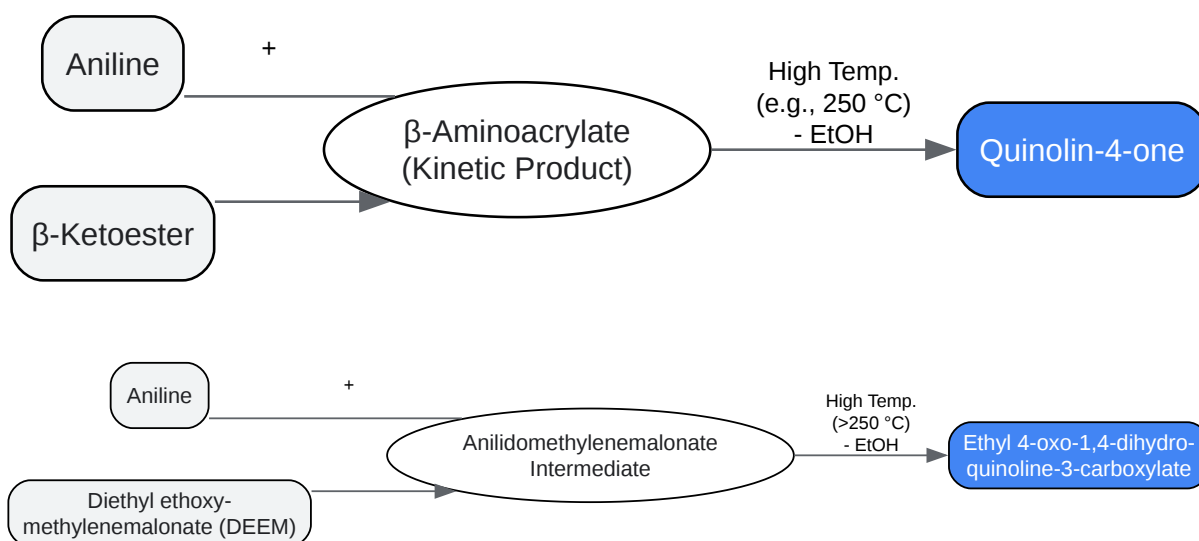 Aniline
+
β-Ketoester
β-Aminoacrylate
(Kinetic Product)
High Temp.
(e.g., 250 °C)
- EtOH
Quinolin-4-one
Aniline
+
Diethyl ethoxy-
methylenemalonate (DEEM)
Anilidomethylenemalonate
Intermediate
High Temp.
(>250 °C)
- EtOH
Ethyl 4-oxo-1,4-dihydro-
quinoline-3-carboxylate